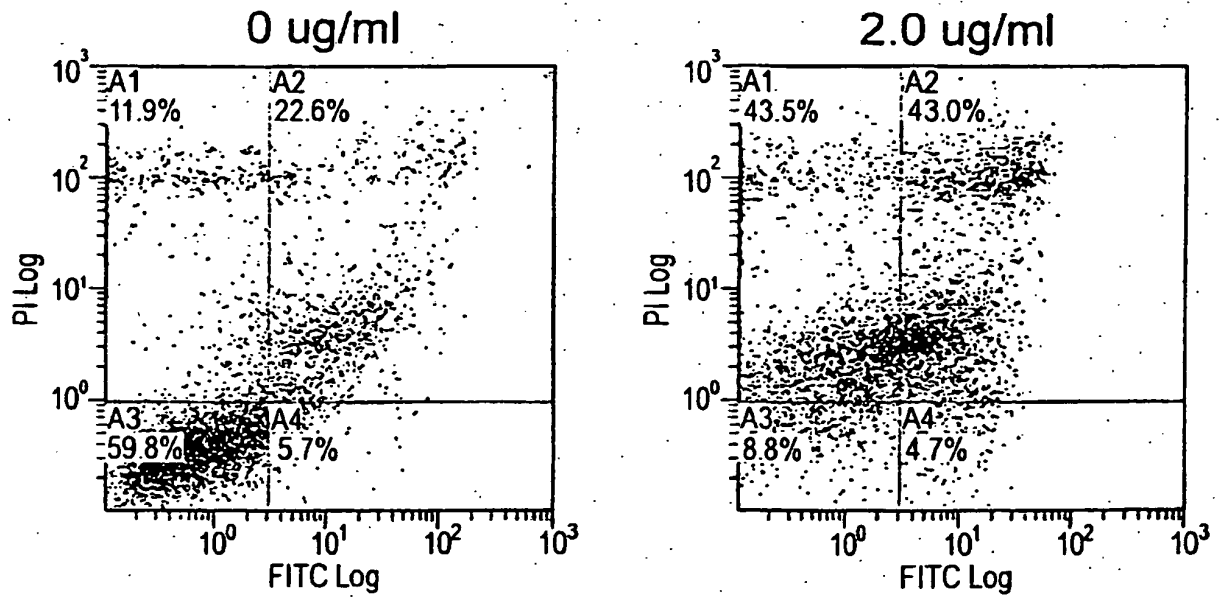 0 ug/ml
10³
A1
11.9%
A2
22.6%
10²
10¹
10⁰
PI Log
A3
59.8%
A4
5.7%
10⁰ 10¹ 10² 10³
FITC Log
2.0 ug/ml
10³
A1
43.5%
A2
43.0%
10²
10¹
10⁰
PI Log
A3
8.8%
A4
4.7%
10⁰ 10¹ 10² 10³
FITC Log